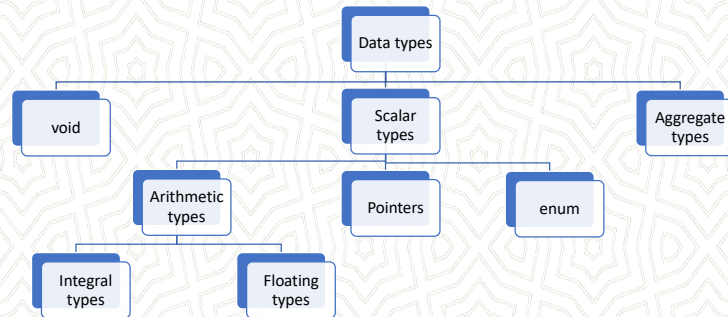 Data types
void
Scalar
types
Aggregate
types
Arithmetic
types
Pointers
enum
Integral
types
Floating
types